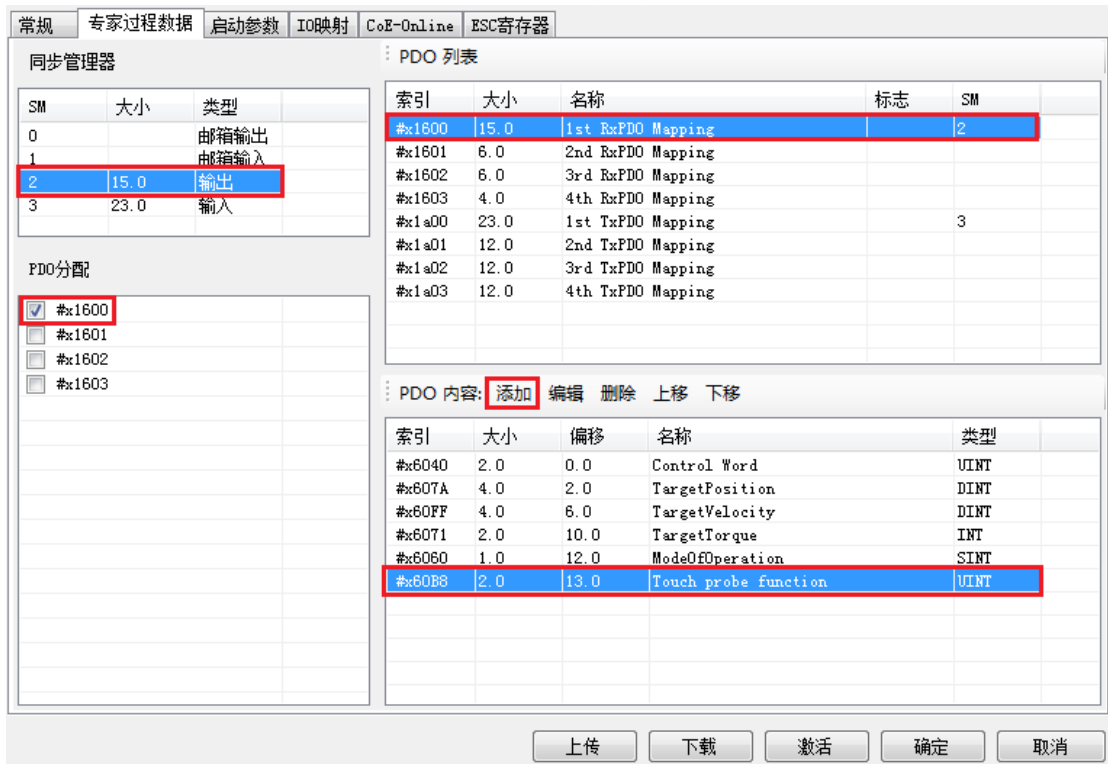 常规 专家过程数据 启动参数 IO映射 CoE-Online ESC寄存器
同步管理器
SM 大小 类型
0 邮箱输出
1 邮箱输入
2 15.0 输出
3 23.0 输入
PDO分配
#x1600
#x1601
#x1602
#x1603
PDO 列表
索引 大小 名称 标志 SM
#x1600 15.0 1st RxPDO Mapping 2
#x1601 6.0 2nd RxPDO Mapping
#x1602 6.0 3rd RxPDO Mapping
#x1603 4.0 4th RxPDO Mapping
#x1a00 23.0 1st TxPDO Mapping 3
#x1a01 12.0 2nd TxPDO Mapping
#x1a02 12.0 3rd TxPDO Mapping
#x1a03 12.0 4th TxPDO Mapping
PDO 内容: 添加 编辑 删除 上移 下移
索引 大小 偏移 名称 类型
#x6040 2.0 0.0 Control Word UINT
#x607A 4.0 2.0 TargetPosition DINT
#x60FF 4.0 6.0 TargetVelocity DINT
#x6071 2.0 10.0 TargetTorque INT
#x6060 1.0 12.0 ModeOfOperation SINT
#x60B8 2.0 13.0 Touch probe function UINT
上传 下载 激活 确定 取消